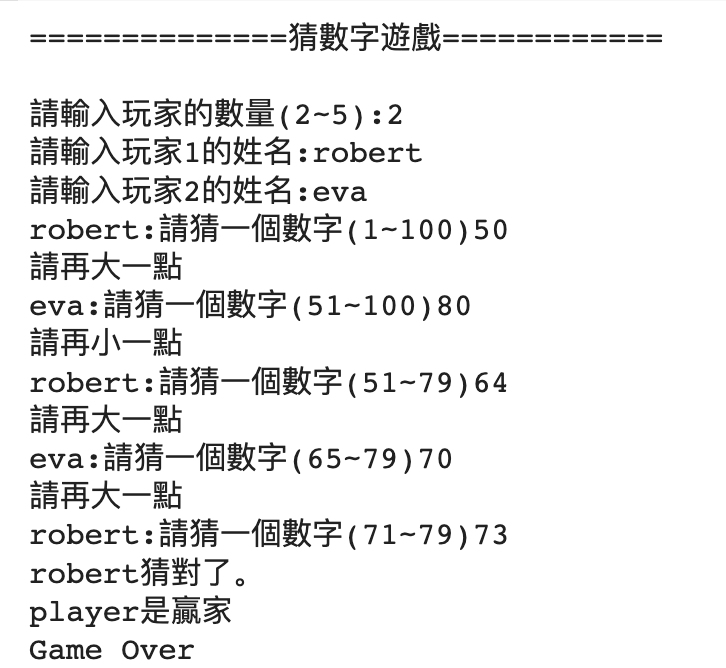 ==============猜數字遊戲============
請輸入玩家的數量(2~5):2
請輸入玩家1的姓名:robert
請輸入玩家2的姓名:eva
robert:請猜一個數字(1~100)50
請再大一點
eva:請猜一個數字(51~100)80
請再小一點
robert:請猜一個數字(51~79)64
請再大一點
eva:請猜一個數字(65~79)70
請再大一點
robert:請猜一個數字(71~79)73
robert猜對了。
player是贏家
Game Over